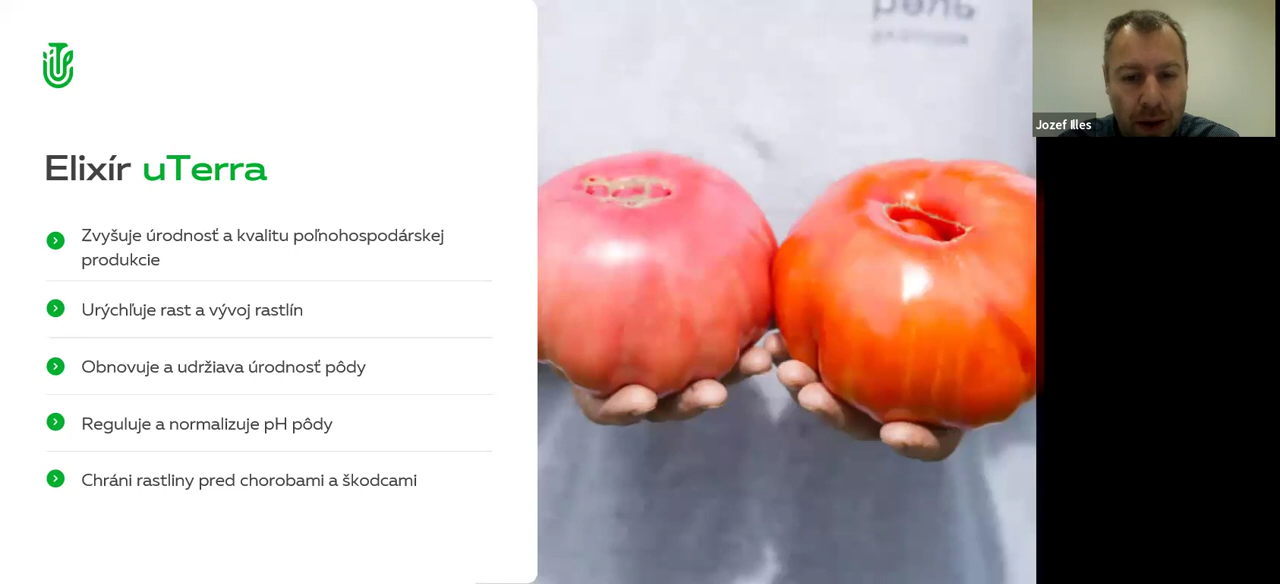 Elixír uTerra
Zvyšuje úrodnosť a kvalitu poľnohospodárskej
produkcie
Urýchľuje rast a vývoj rastlín
Obnovuje a udržiava úrodnosť pôdy
Reguluje a normalizuje pH pôdy
Chráni rastliny pred chorobami a škodcami
Jozef Illes